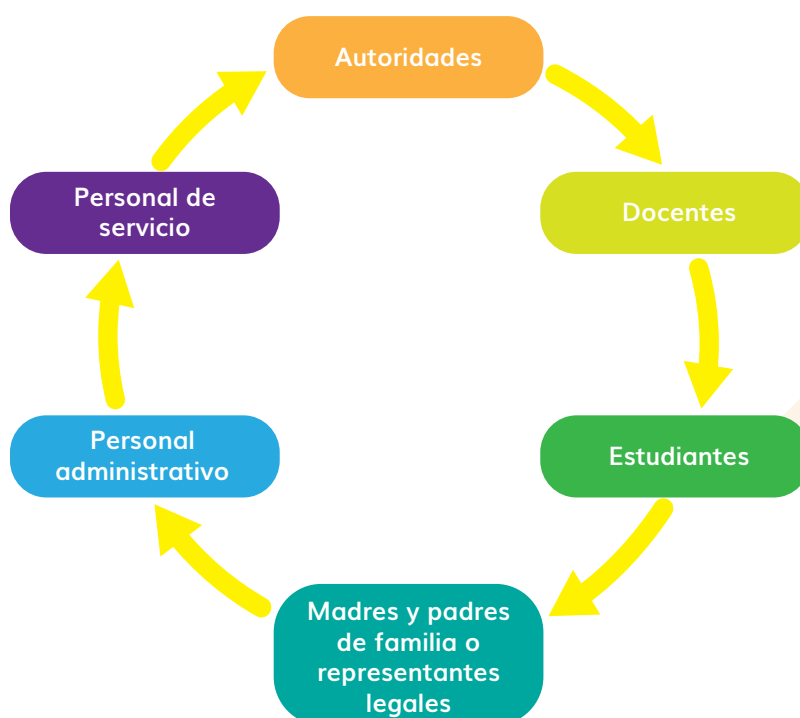 Autoridades
Docentes
Estudiantes
Madres y padres
de familia o
representantes
legales
Personal
administrativo
Personal de
servicio